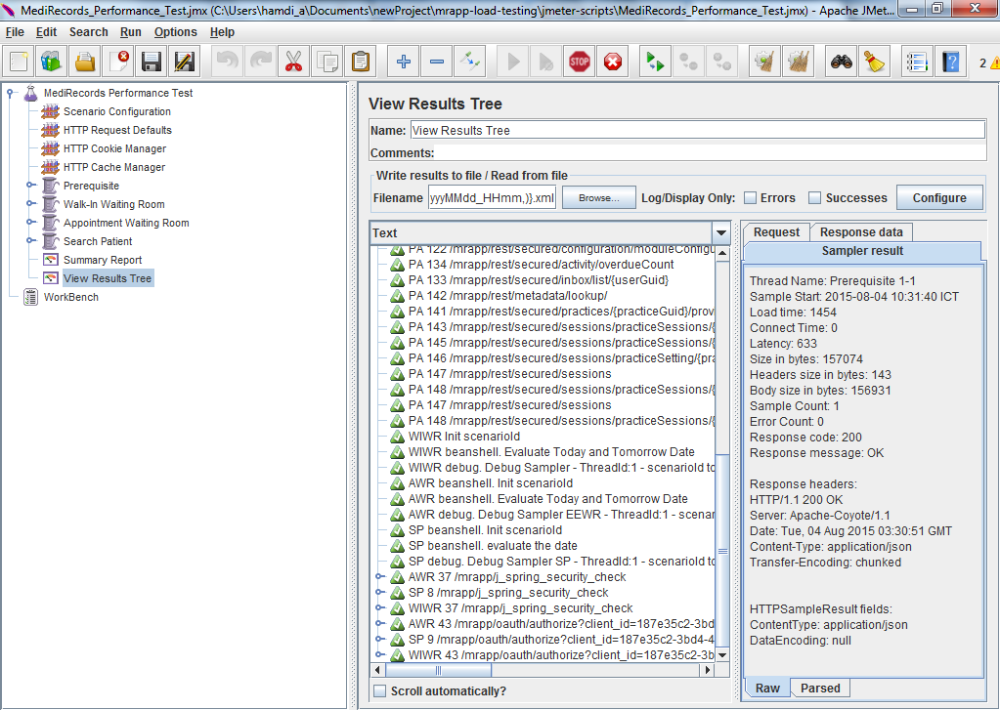 MediRecords_Performance_Test.jmx (C:\Users\hamdi_a\Documents\newProject\mrapp-load-testing\jmeter-scripts\MediRecords_Performance_Test.jmx) - Apache JMet...
File Edit Search Run Options Help
STOP
2
MediRecords Performance Test
Scenario Configuration
HTTP Request Defaults
HTTP Cookie Manager
HTTP Cache Manager
Prerequisite
Walk-In Waiting Room
Appointment Waiting Room
Search Patient
Summary Report
View Results Tree
WorkBench
View Results Tree
Name: View Results Tree
Comments:
Write results to file / Read from file
Filename yyyMMdd_HHmm,)}.xml Browse... Log/Display Only: Errors Successes Configure
Text
PA 122 /mrapp/rest/secured/configuration/moduleConfigu
PA 134 /mrapp/rest/secured/activity/overdueCount
PA 133 /mrapp/rest/secured/inbox/list/{userGuid}
PA 142 /mrapp/rest/metadata/lookup/
PA 141 /mrapp/rest/secured/practices/{practiceGuid}/provi
PA 143 /mrapp/rest/secured/sessions/practiceSessions/{
PA 145 /mrapp/rest/secured/sessions/practiceSessions/{
PA 146 /mrapp/rest/secured/sessions/practiceSetting/{pra
PA 147 /mrapp/rest/secured/sessions
PA 148 /mrapp/rest/secured/sessions/practiceSessions/{
PA 147 /mrapp/rest/secured/sessions
PA 148 /mrapp/rest/secured/sessions/practiceSessions/{
WIWR Init scenarioId
WIWR beanshell. Evaluate Today and Tomorrow Date
WIWR debug. Debug Sampler - ThreadId:1 - scenarioId to
AWR beanshell. Init scenarioId
AWR beanshell. Evaluate Today and Tomorrow Date
AWR debug. Debug Sampler EEWR - ThreadId:1 - scenar
SP beanshell. Init scenarioId
SP beanshell. evaluate the date
SP debug. Debug Sampler SP - ThreadId:1 - scenarioId to
AWR 37 /mrapp/j_spring_security_check
SP 8 /mrapp/j_spring_security_check
WIWR 37 /mrapp/j_spring_security_check
AWR 43 /mrapp/oauth/authorize?client_id=187e35c2-3bd
SP 9 /mrapp/oauth/authorize?client_id=187e35c2-3bd4-4
WIWR 43 /mrapp/oauth/authorize?client_id=187e35c2-3b
Scroll automatically?
Request Response data
Sampler result
Thread Name: Prerequisite 1-1
Sample Start: 2015-08-04 10:31:40 ICT
Load time: 1454
Connect Time: 0
Latency: 633
Size in bytes: 157074
Headers size in bytes: 143
Body size in bytes: 156931
Sample Count: 1
Error Count: 0
Response code: 200
Response message: OK
Response headers:
HTTP/1.1 200 OK
Server: Apache-Coyote/1.1
Date: Tue, 04 Aug 2015 03:30:51 GMT
Content-Type: application/json
Transfer-Encoding: chunked
HTTPSampleResult fields:
ContentType: application/json
DataEncoding: null
Raw Parsed